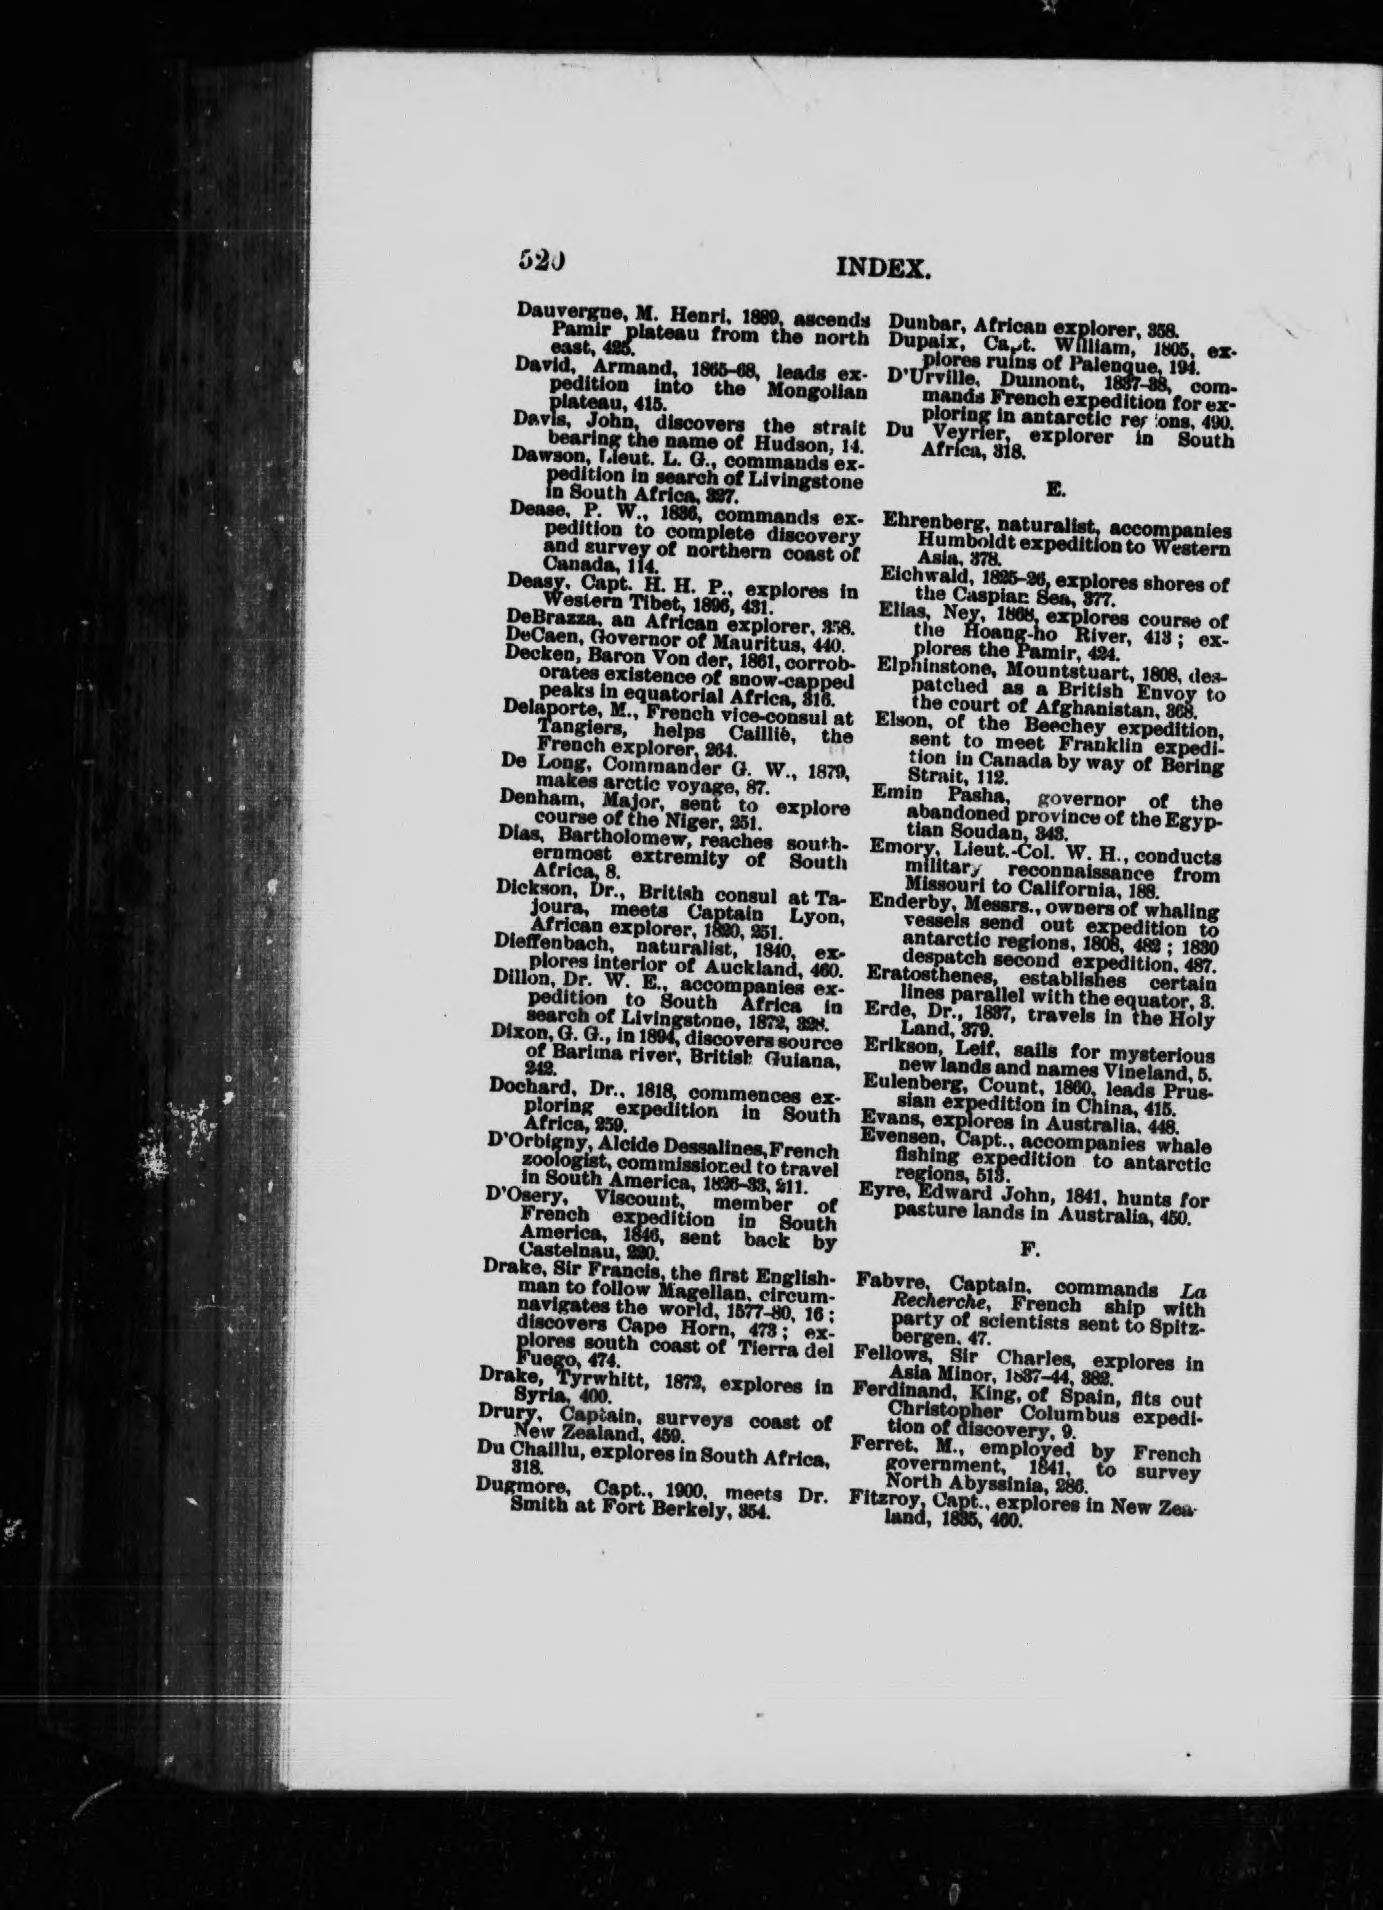 520
INDEX.
Dauvergne, M. Henri, 1889, ascends
Pamir plateau from the north
east, 425.
David, Armand, 1865-68, leads ex-
pedition into the Mongolian
plateau, 415.
Davis, John, discovers the strait
bearing the name of Hudson, 14.
Dawson, Lieut. L. G., commands ex-
pedition in search of Livingstone
in South Africa, 327.
Dease, P. W., 1836, commands ex-
pedition to complete discovery
and survey of northern coast of
Canada, 114.
Deasy, Capt. H. H. P., explores in
Western Tibet, 1896, 431.
DeBrazza, an African explorer, 358.
DeCaen, Governor of Mauritus, 440.
Decken, Baron Von der, 1861, corrob-
orates existence of snow-capped
peaks in equatorial Africa, 316.
Delaporte, M., French vice-consul at
Tangiers, helps Caillié, the
French explorer, 264.
De Long, Commander G. W., 1879,
makes arctic voyage, 87.
Denham, Major, sent to explore
course of the Niger, 251.
Dias, Bartholomew, reaches south-
ernmost extremity of South
Africa, 8.
Dickson, Dr., British consul at Ta-
joura, meets Captain Lyon,
African explorer, 1820, 251.
Dieffenbach, naturalist, 1840, ex-
plores interior of Auckland, 460.
Dillon, Dr. W. E., accompanies ex-
pedition to South Africa in
search of Livingstone, 1872, 328.
Dixon, G. G., in 1894, discovers source
of Barima river, British Guiana,
242.
Dochard, Dr., 1818, commences ex-
ploring expedition in South
Africa, 259.
D'Orbigny, Alcide Dessalines, French
zoologist, commissioned to travel
in South America, 1826-33, 211.
D'Osery, Viscount, member of
French expedition in South
America, 1846, sent back by
Castelnau, 220.
Drake, Sir Francis, the first English-
man to follow Magellan, circum-
navigates the world, 1577-80, 16;
discovers Cape Horn, 473; ex-
plores south coast of Tierra del
Fuego, 474.
Drake, Tyrwhitt, 1872, explores in
Syria, 400.
Drury, Captain, surveys coast of
New Zealand, 459.
Du Chaillu, explores in South Africa,
318.
Dugmore, Capt., 1900, meets Dr.
Smith at Fort Berkely, 354.
Dunbar, African explorer, 358.
Dupaix, Capt. William, 1805, ex-
plores ruins of Palenque, 194.
D'Urville, Dumont, 1837-38, com-
mands French expedition for ex-
ploring in antarctic regions, 490.
Du Veyrier, explorer in South
Africa, 318.
E.
Ehrenberg, naturalist, accompanies
Humboldt expedition to Western
Asia, 378.
Eichwald, 1825-26, explores shores of
the Caspian Sea, 377.
Elias, Ney, 1868, explores course of
the Hoang-ho River, 413; ex-
plores the Pamir, 424.
Elphinstone, Mountstuart, 1808, des-
patched as a British Envoy to
the court of Afghanistan, 368.
Elson, of the Beechey expedition,
sent to meet Franklin expedi-
tion in Canada by way of Bering
Strait, 112.
Emin Pasha, governor of the
abandoned province of the Egyp-
tian Soudan, 343.
Emory, Lieut.-Col. W. H., conducts
military reconnaissance from
Missouri to California, 188.
Enderby, Messrs., owners of whaling
vessels send out expedition to
antarctic regions, 1808, 482; 1830
despatch second expedition, 487.
Eratosthenes, establishes certain
lines parallel with the equator, 3.
Erde, Dr., 1837, travels in the Holy
Land, 379.
Erikson, Leif, sails for mysterious
new lands and names Vineland, 5.
Eulenberg, Count, 1860, leads Prus-
sian expedition in China, 415.
Evans, explores in Australia, 448.
Evensen, Capt., accompanies whale
fishing expedition to antarctic
regions, 513.
Eyre, Edward John, 1841, hunts for
pasture lands in Australia, 450.
F.
Fabvre, Captain, commands La
Recherche, French ship with
party of scientists sent to Spitz-
bergen, 47.
Fellows, Sir Charles, explores in
Asia Minor, 1837-44, 382.
Ferdinand, King, of Spain, fits out
Christopher Columbus expedi-
tion of discovery, 9.
Ferret, M., employed by French
government, 1841, to survey
North Abyssinia, 286.
Fitzroy, Capt., explores in New Zea-
land, 1835, 460.